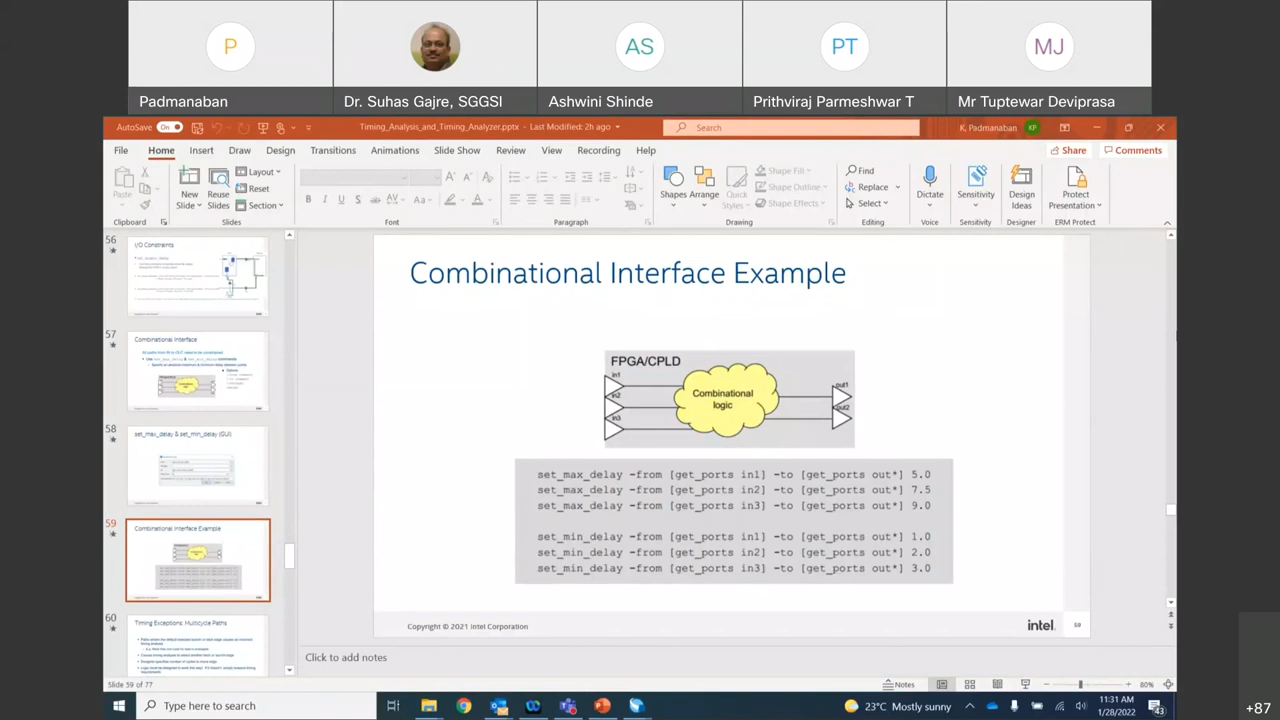 P
AS
PT
MJ
Padmanaban
Dr. Suhas Gajre, SGGSI
Ashwini Shinde
Prithviraj Parmeshwar T
Mr Tuptewar Deviprasa
AutoSave On
Timing_Analysis_and_Timing_Analyzer.pptx - Last Modified: 2h ago
Search
K, Padmanaban
KP
File Home Insert Draw Design Transitions Animations Slide Show Review View Recording Help
Share Comments
Paste
New Slide
Reuse Slides
Layout
Reset
Section
Shapes
Arrange
Quick Styles
Shape Fill
Shape Outline
Shape Effects
Find
Replace
Select
Dictate
Sensitivity
Design Ideas
Protect Presentation
Clipboard Slides Font Paragraph Drawing Editing Voice Sensitivity Designer ERM Protect
56
I/O Constraints
57
Combinational Interface
58
set_max_delay & set_min_delay (GUI)
59
Combinational Interface Example
60
Timing Exceptions: Multicycle Paths
Combinational Interface Example
FPGA/CPLD
in1
in2
in3
Combinational
logic
out1
out2
set_max_delay -from [get_ports in1] -to [get_ports out*] 5.0
set_max_delay -from [get_ports in2] -to [get_ports out*] 7.5
set_max_delay -from [get_ports in3] -to [get_ports out*] 9.0
set_min_delay -from [get_ports in1] -to [get_ports out*] 1.0
set_min_delay -from [get_ports in2] -to [get_ports out*] 2.0
set_min_delay -from [get_ports in3] -to [get_ports out*] 3.0
Copyright © 2021 Intel Corporation
intel.
59
Click to add notes
Slide 59 of 77
Notes
80%
Type here to search
23°C Mostly sunny
11:31 AM
1/28/2022
43
+87